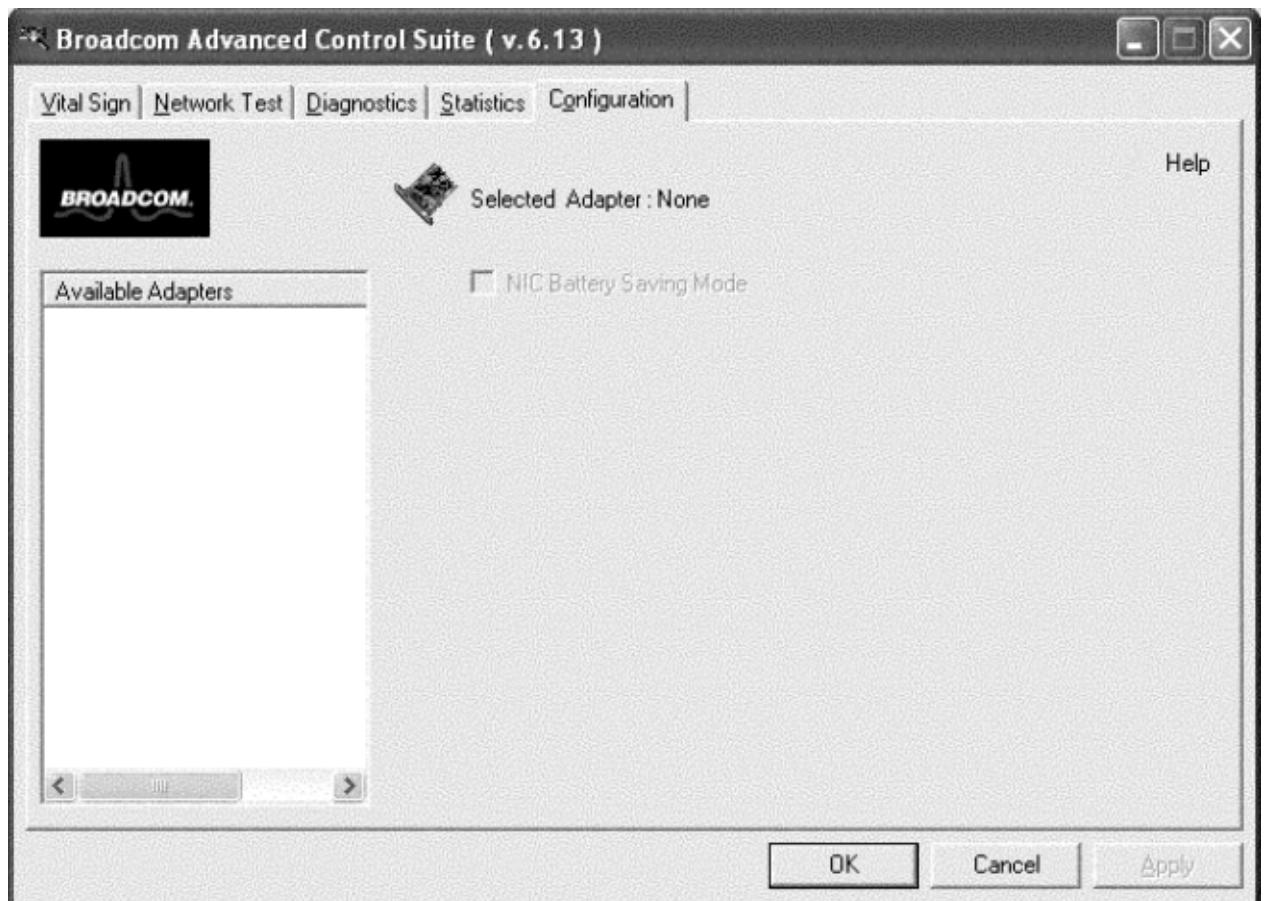 Broadcom Advanced Control Suite ( v.6.13 )
Vital Sign Network Test Diagnostics Statistics Configuration
BROADCOM.
Selected Adapter : None
Help
Available Adapters
NIC Battery Saving Mode
OK Cancel Apply